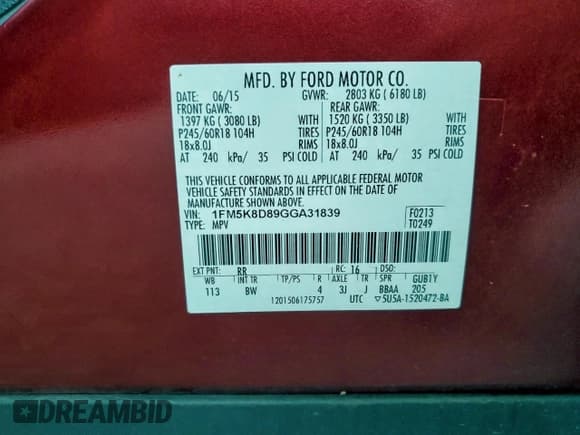 MFD. BY FORD MOTOR CO.
DATE: 06/15 GVWR: 2803 KG ( 6180 LB)
FRONT GAWR: REAR GAWR:
1397 KG ( 3080 LB) WITH 1520 KG ( 3350 LB) WITH
P245/60R18 104H TIRES P245/60R18 104H TIRES
18x8.0J RIMS 18x8.0J RIMS
AT 240 kPa/ 35 PSI COLD AT 240 kPa/ 35 PSI COLD
THIS VEHICLE CONFORMS TO ALL APPLICABLE FEDERAL MOTOR
VEHICLE SAFETY STANDARDS IN EFFECT ON THE DATE OF
MANUFACTURE SHOWN ABOVE.
VIN: 1FM5K8D89GGA31839 F0213
TYPE: MPV T0249
EXT PNT: RR RC: 16 DSO:
WB INT TR TP/PS R AXLE TR SPR GUB1Y
113 BW 4 3J J BBAA 205
1201506175757 UTC ▽5U5A-1520472-BA
DREAMBID